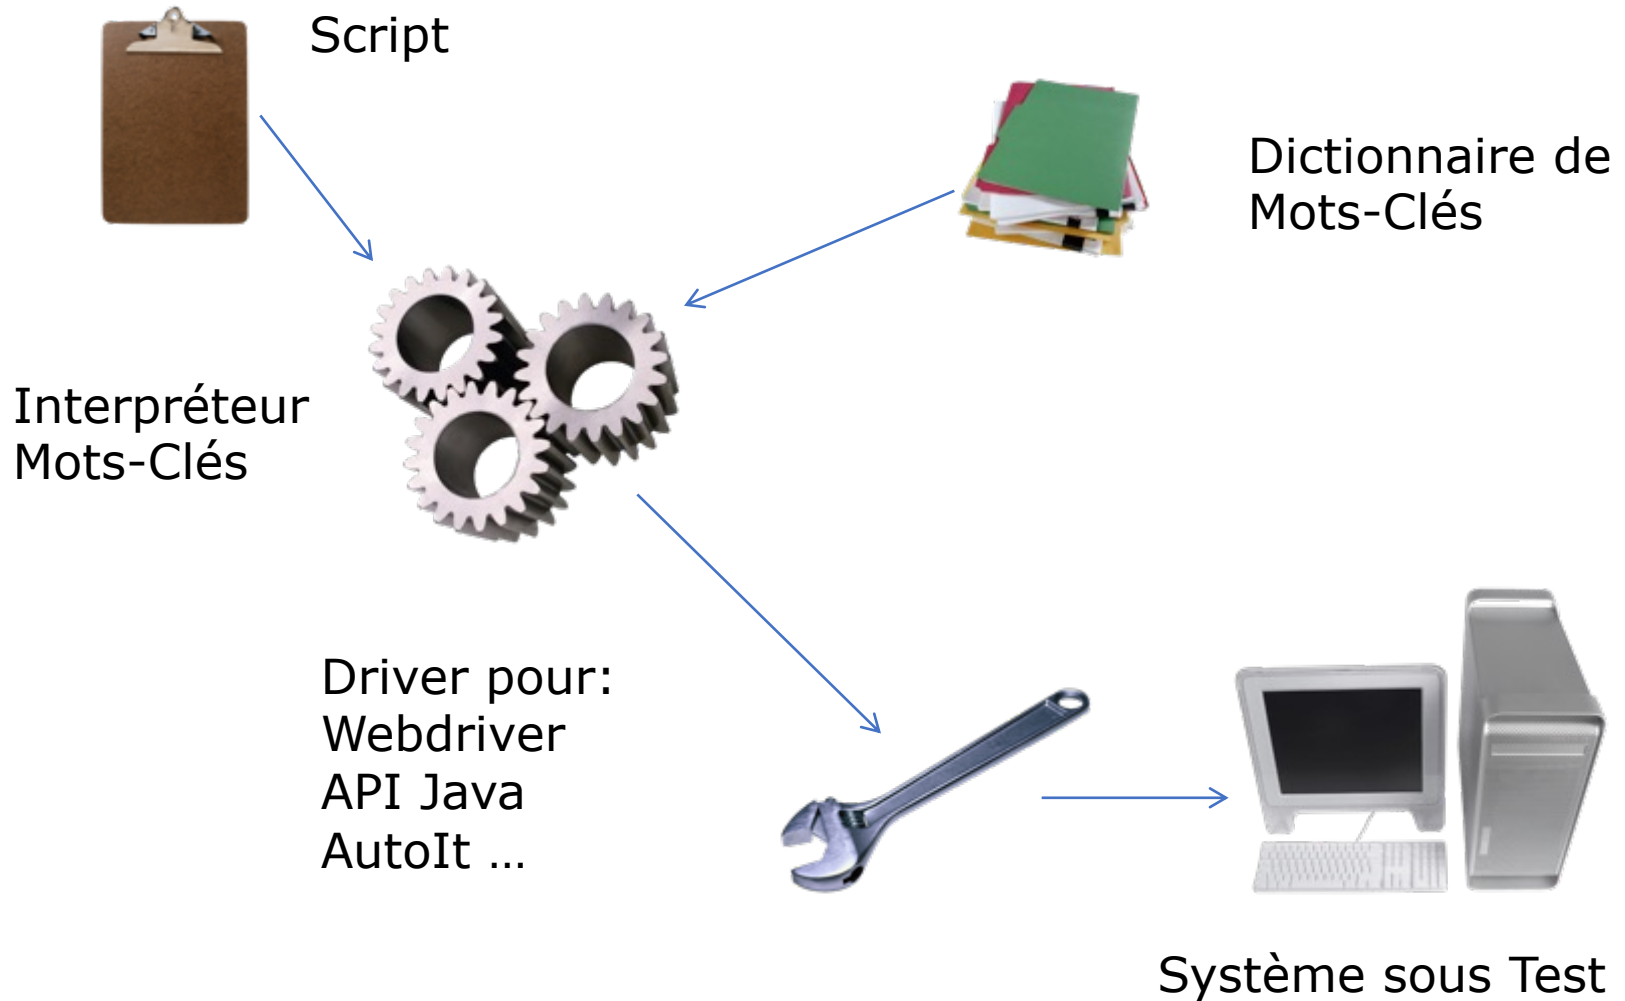 Script
Dictionnaire de
Mots-Clés
Interpréteur
Mots-Clés
Driver pour:
Webdriver
API Java
AutoIt …
Système sous Test